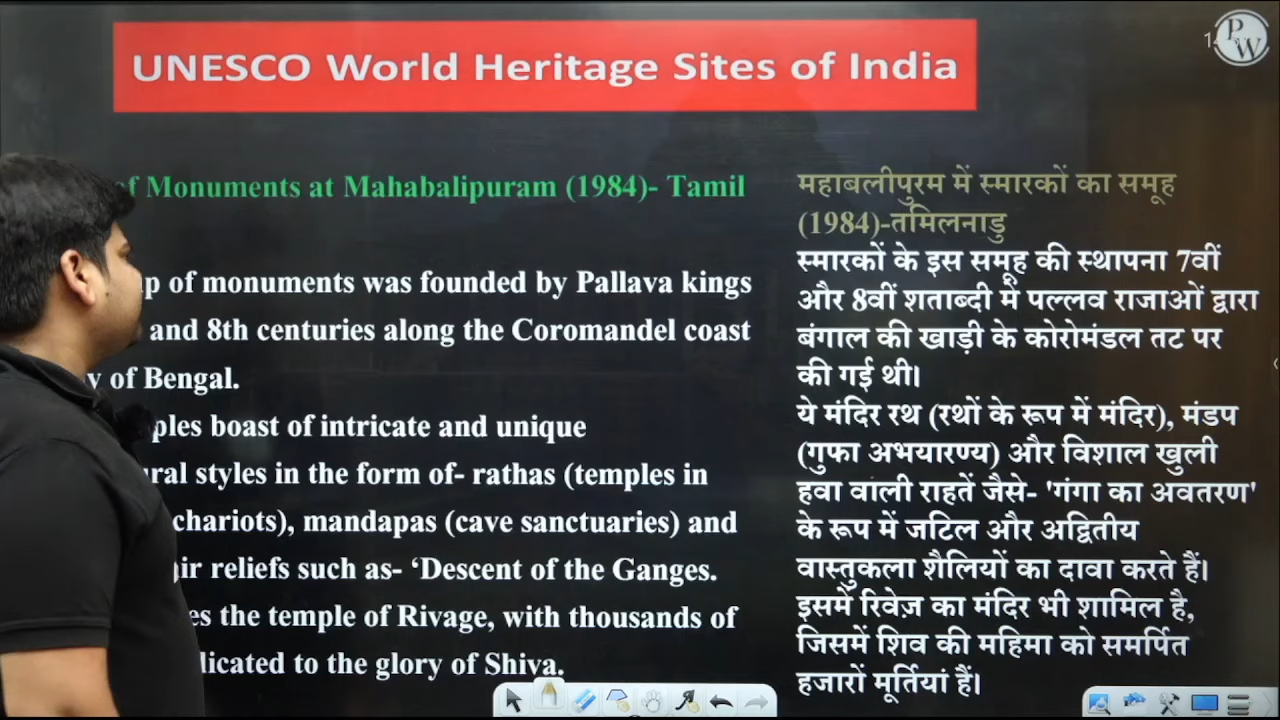 UNESCO World Heritage Sites of India
PW
of Monuments at Mahabalipuram (1984)- Tamil
of monuments was founded by Pallava kings
and 8th centuries along the Coromandel coast
of Bengal.
boast of intricate and unique
styles in the form of- rathas (temples in
chariots), mandapas (cave sanctuaries) and
reliefs such as- ‘Descent of the Ganges.
the temple of Rivage, with thousands of
to the glory of Shiva.
महाबलीपुरम में स्मारकों का समूह
(1984)-तमिलनाडु
स्मारकों के इस समूह की स्थापना 7वीं
और 8वीं शताब्दी में पल्लव राजाओं द्वारा
बंगाल की खाड़ी के कोरोमंडल तट पर
की गई थी।
ये मंदिर रथ (रथों के रूप में मंदिर), मंडप
(गुफा अभयारण्य) और विशाल खुली
हवा वाली राहतें जैसे- 'गंगा का अवतरण'
के रूप में जटिल और अद्वितीय
वास्तुकला शैलियों का दावा करते हैं।
इसमें रिवेज़ का मंदिर भी शामिल है,
जिसमें शिव की महिमा को समर्पित
हजारों मूर्तियां हैं।